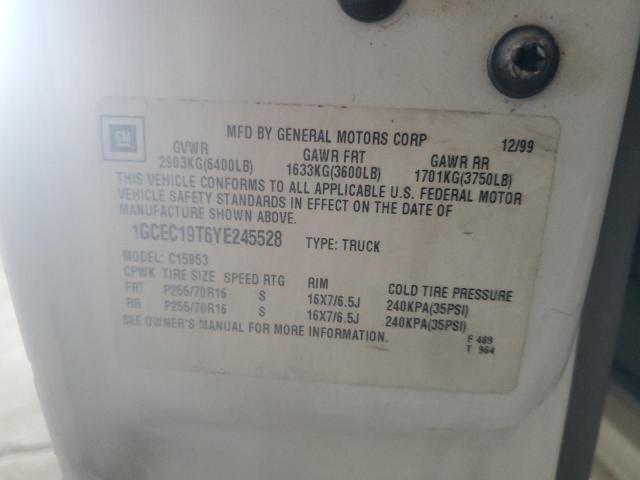 GM
MFD BY GENERAL MOTORS CORP 12/99
GVWR GAWR FRT GAWR RR
2903KG(6400LB) 1633KG(3600LB) 1701KG(3750LB)
THIS VEHICLE CONFORMS TO ALL APPLICABLE U.S. FEDERAL MOTOR
VEHICLE SAFETY STANDARDS IN EFFECT ON THE DATE OF
MANUFACTURE SHOWN ABOVE.
1GCEC19T6YE245528 TYPE: TRUCK
MODEL: C15953
CPWK TIRE SIZE SPEED RTG RIM COLD TIRE PRESSURE
FRT P255/70R16 S 16X7/6.5J 240KPA(35PSI)
RR P255/70R16 S 16X7/6.5J 240KPA(35PSI)
SEE OWNER'S MANUAL FOR MORE INFORMATION.
F 489
T 964